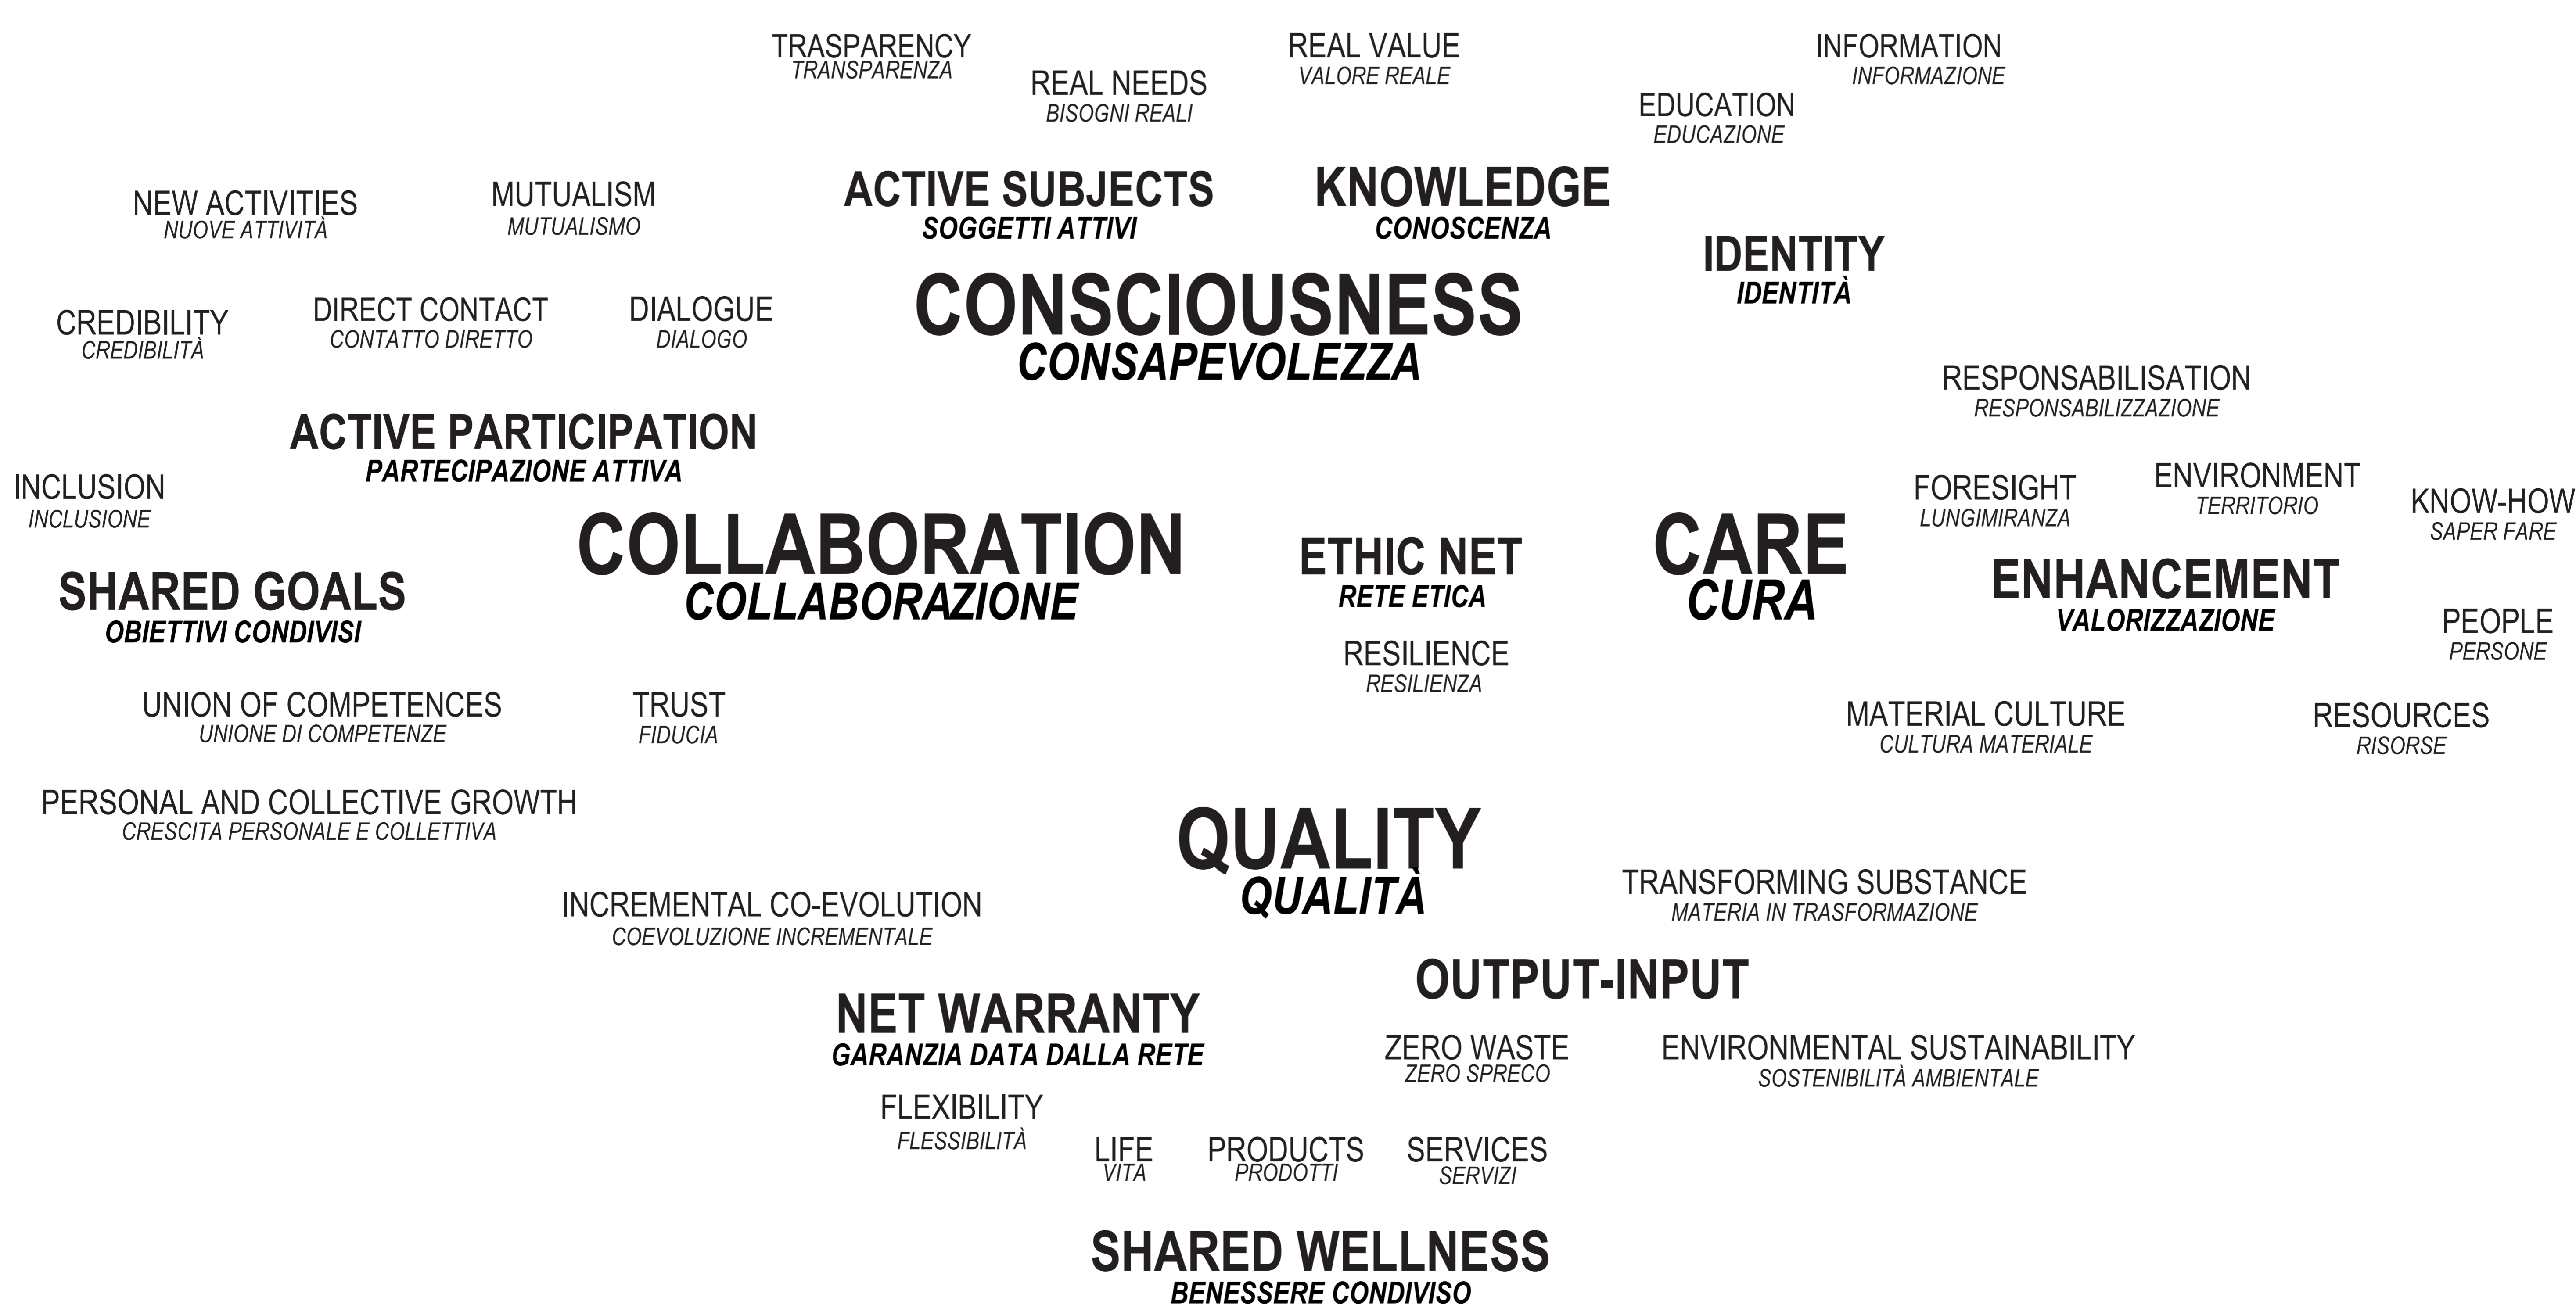 TRASPARENCY
TRANSPARENZA
REAL NEEDS
BISOGNI REALI
REAL VALUE
VALORE REALE
INFORMATION
INFORMAZIONE
EDUCATION
EDUCAZIONE
NEW ACTIVITIES
NUOVE ATTIVITÀ
MUTUALISM
MUTUALISMO
ACTIVE SUBJECTS
SOGGETTI ATTIVI
KNOWLEDGE
CONOSCENZA
IDENTITY
IDENTITÀ
CREDIBILITY
CREDIBILITÀ
DIRECT CONTACT
CONTATTO DIRETTO
DIALOGUE
DIALOGO
CONSCIOUSNESS
CONSAPEVOLEZZA
RESPONSABILISATION
RESPONSABILIZZAZIONE
ACTIVE PARTICIPATION
PARTECIPAZIONE ATTIVA
INCLUSION
INCLUSIONE
FORESIGHT
LUNGIMIRANZA
ENVIRONMENT
TERRITORIO
KNOW-HOW
SAPER FARE
COLLABORATION
COLLABORAZIONE
ETHIC NET
RETE ETICA
CARE
CURA
SHARED GOALS
OBIETTIVI CONDIVISI
ENHANCEMENT
VALORIZZAZIONE
PEOPLE
PERSONE
RESILIENCE
RESILIENZA
UNION OF COMPETENCES
UNIONE DI COMPETENZE
TRUST
FIDUCIA
MATERIAL CULTURE
CULTURA MATERIALE
RESOURCES
RISORSE
PERSONAL AND COLLECTIVE GROWTH
CRESCITA PERSONALE E COLLETTIVA
QUALITY
QUALITÀ
TRANSFORMING SUBSTANCE
MATERIA IN TRASFORMAZIONE
INCREMENTAL CO-EVOLUTION
COEVOLUZIONE INCREMENTALE
OUTPUT-INPUT
NET WARRANTY
GARANZIA DATA DALLA RETE
ZERO WASTE
ZERO SPRECO
ENVIRONMENTAL SUSTAINABILITY
SOSTENIBILITÀ AMBIENTALE
FLEXIBILITY
FLESSIBILITÀ
LIFE
VITA
PRODUCTS
PRODOTTI
SERVICES
SERVIZI
SHARED WELLNESS
BENESSERE CONDIVISO